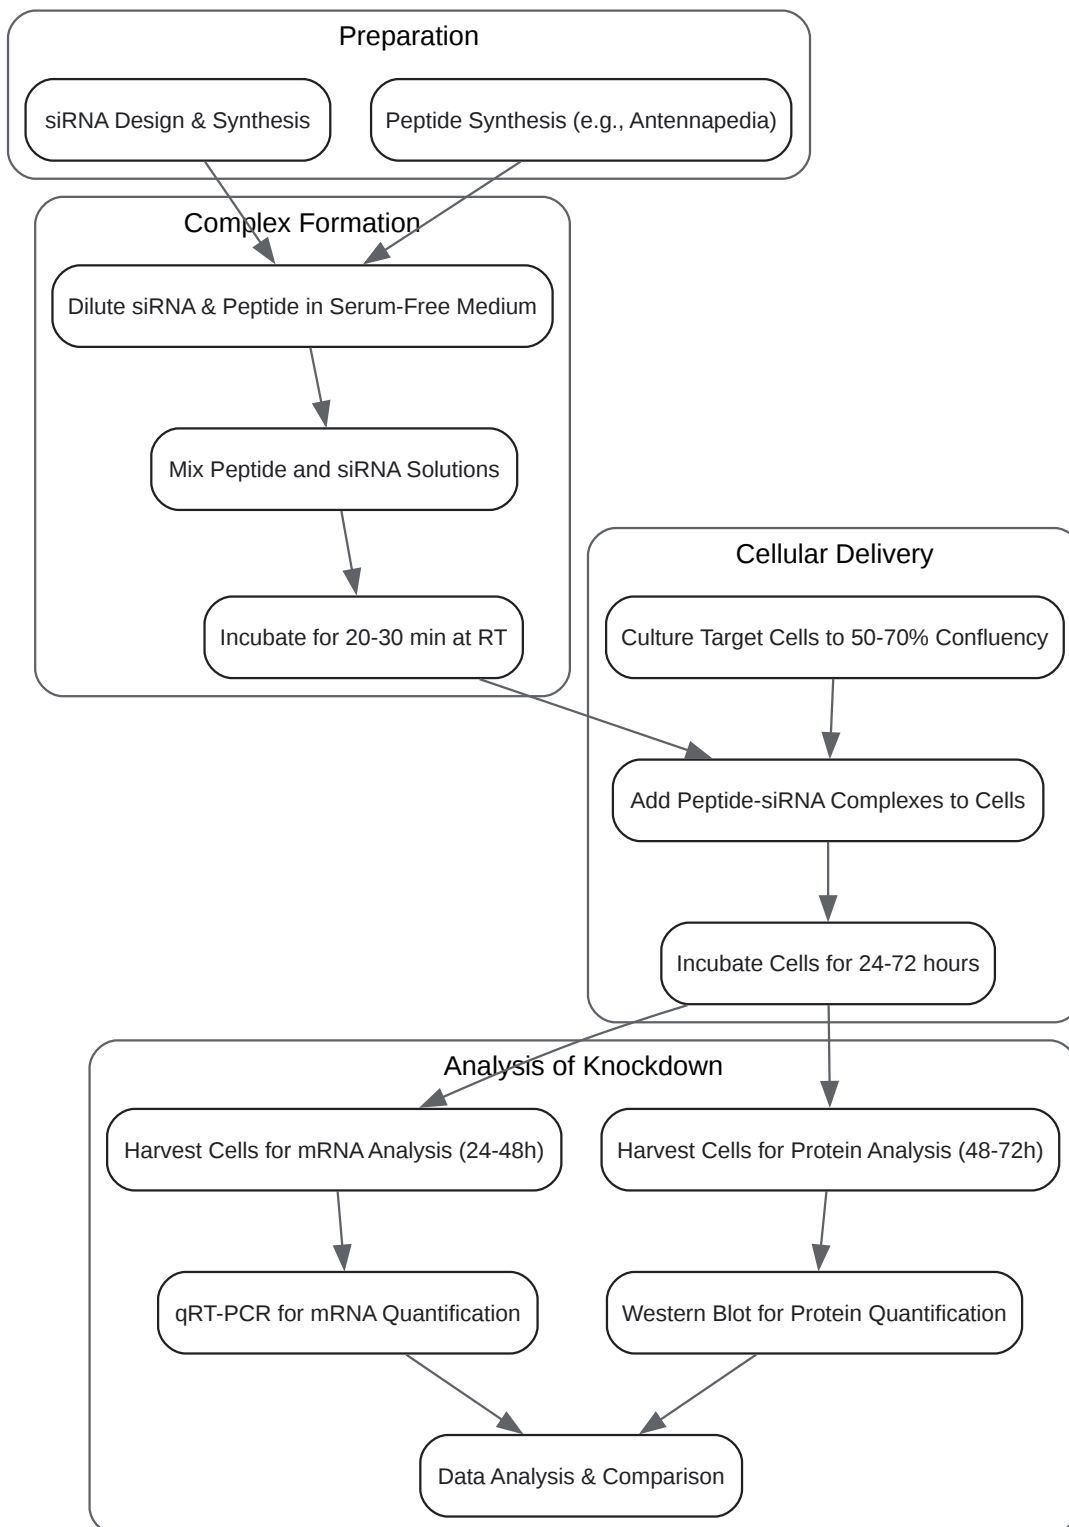 Preparation
siRNA Design & Synthesis
Peptide Synthesis (e.g., Antennapedia)
Complex Formation
Dilute siRNA & Peptide in Serum-Free Medium
Mix Peptide and siRNA Solutions
Incubate for 20-30 min at RT
Cellular Delivery
Culture Target Cells to 50-70% Confluency
Add Peptide-siRNA Complexes to Cells
Incubate Cells for 24-72 hours
Analysis of Knockdown
Harvest Cells for mRNA Analysis (24-48h)
Harvest Cells for Protein Analysis (48-72h)
qRT-PCR for mRNA Quantification
Western Blot for Protein Quantification
Data Analysis & Comparison